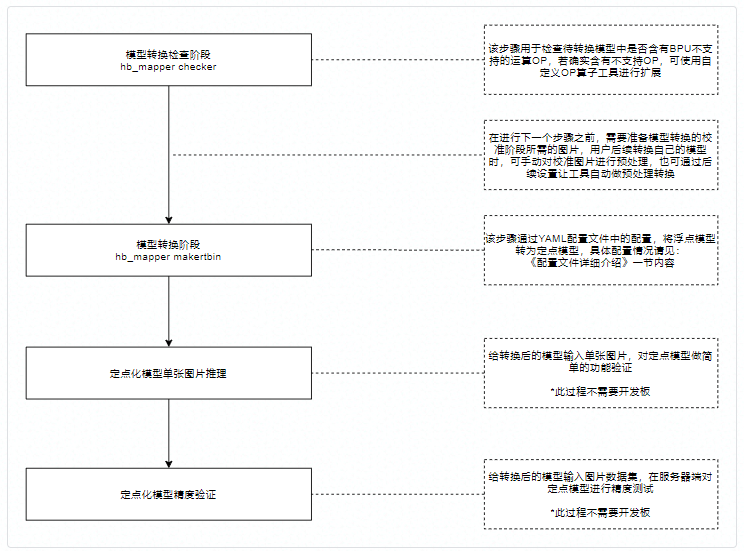 模型转换检查阶段
hb_mapper checker
该步骤用于检查待转换模型中是否含有BPU不支
持的运算OP，若确实含有不支持OP，可使用自
定义OP算子工具进行扩展
在进行下一个步骤之前，需要准备模型转换的校
准阶段所需的图片，用户后续转换自己的模型
时，可手动对校准图片进行预处理，也可通过后
续设置让工具自动做预处理转换
模型转换阶段
hb_mapper makertbin
该步骤通过YAML配置文件中的配置，将浮点模型
转为定点模型，具体配置情况请见：
《配置文件详细介绍》一节内容
定点化模型单张图片推理
给转换后的模型输入单张图片，对定点模型做简
单的功能验证
*此过程不需要开发板
定点化模型精度验证
给转换后的模型输入图片数据集，在服务器端对
定点模型进行精度测试
*此过程不需要开发板